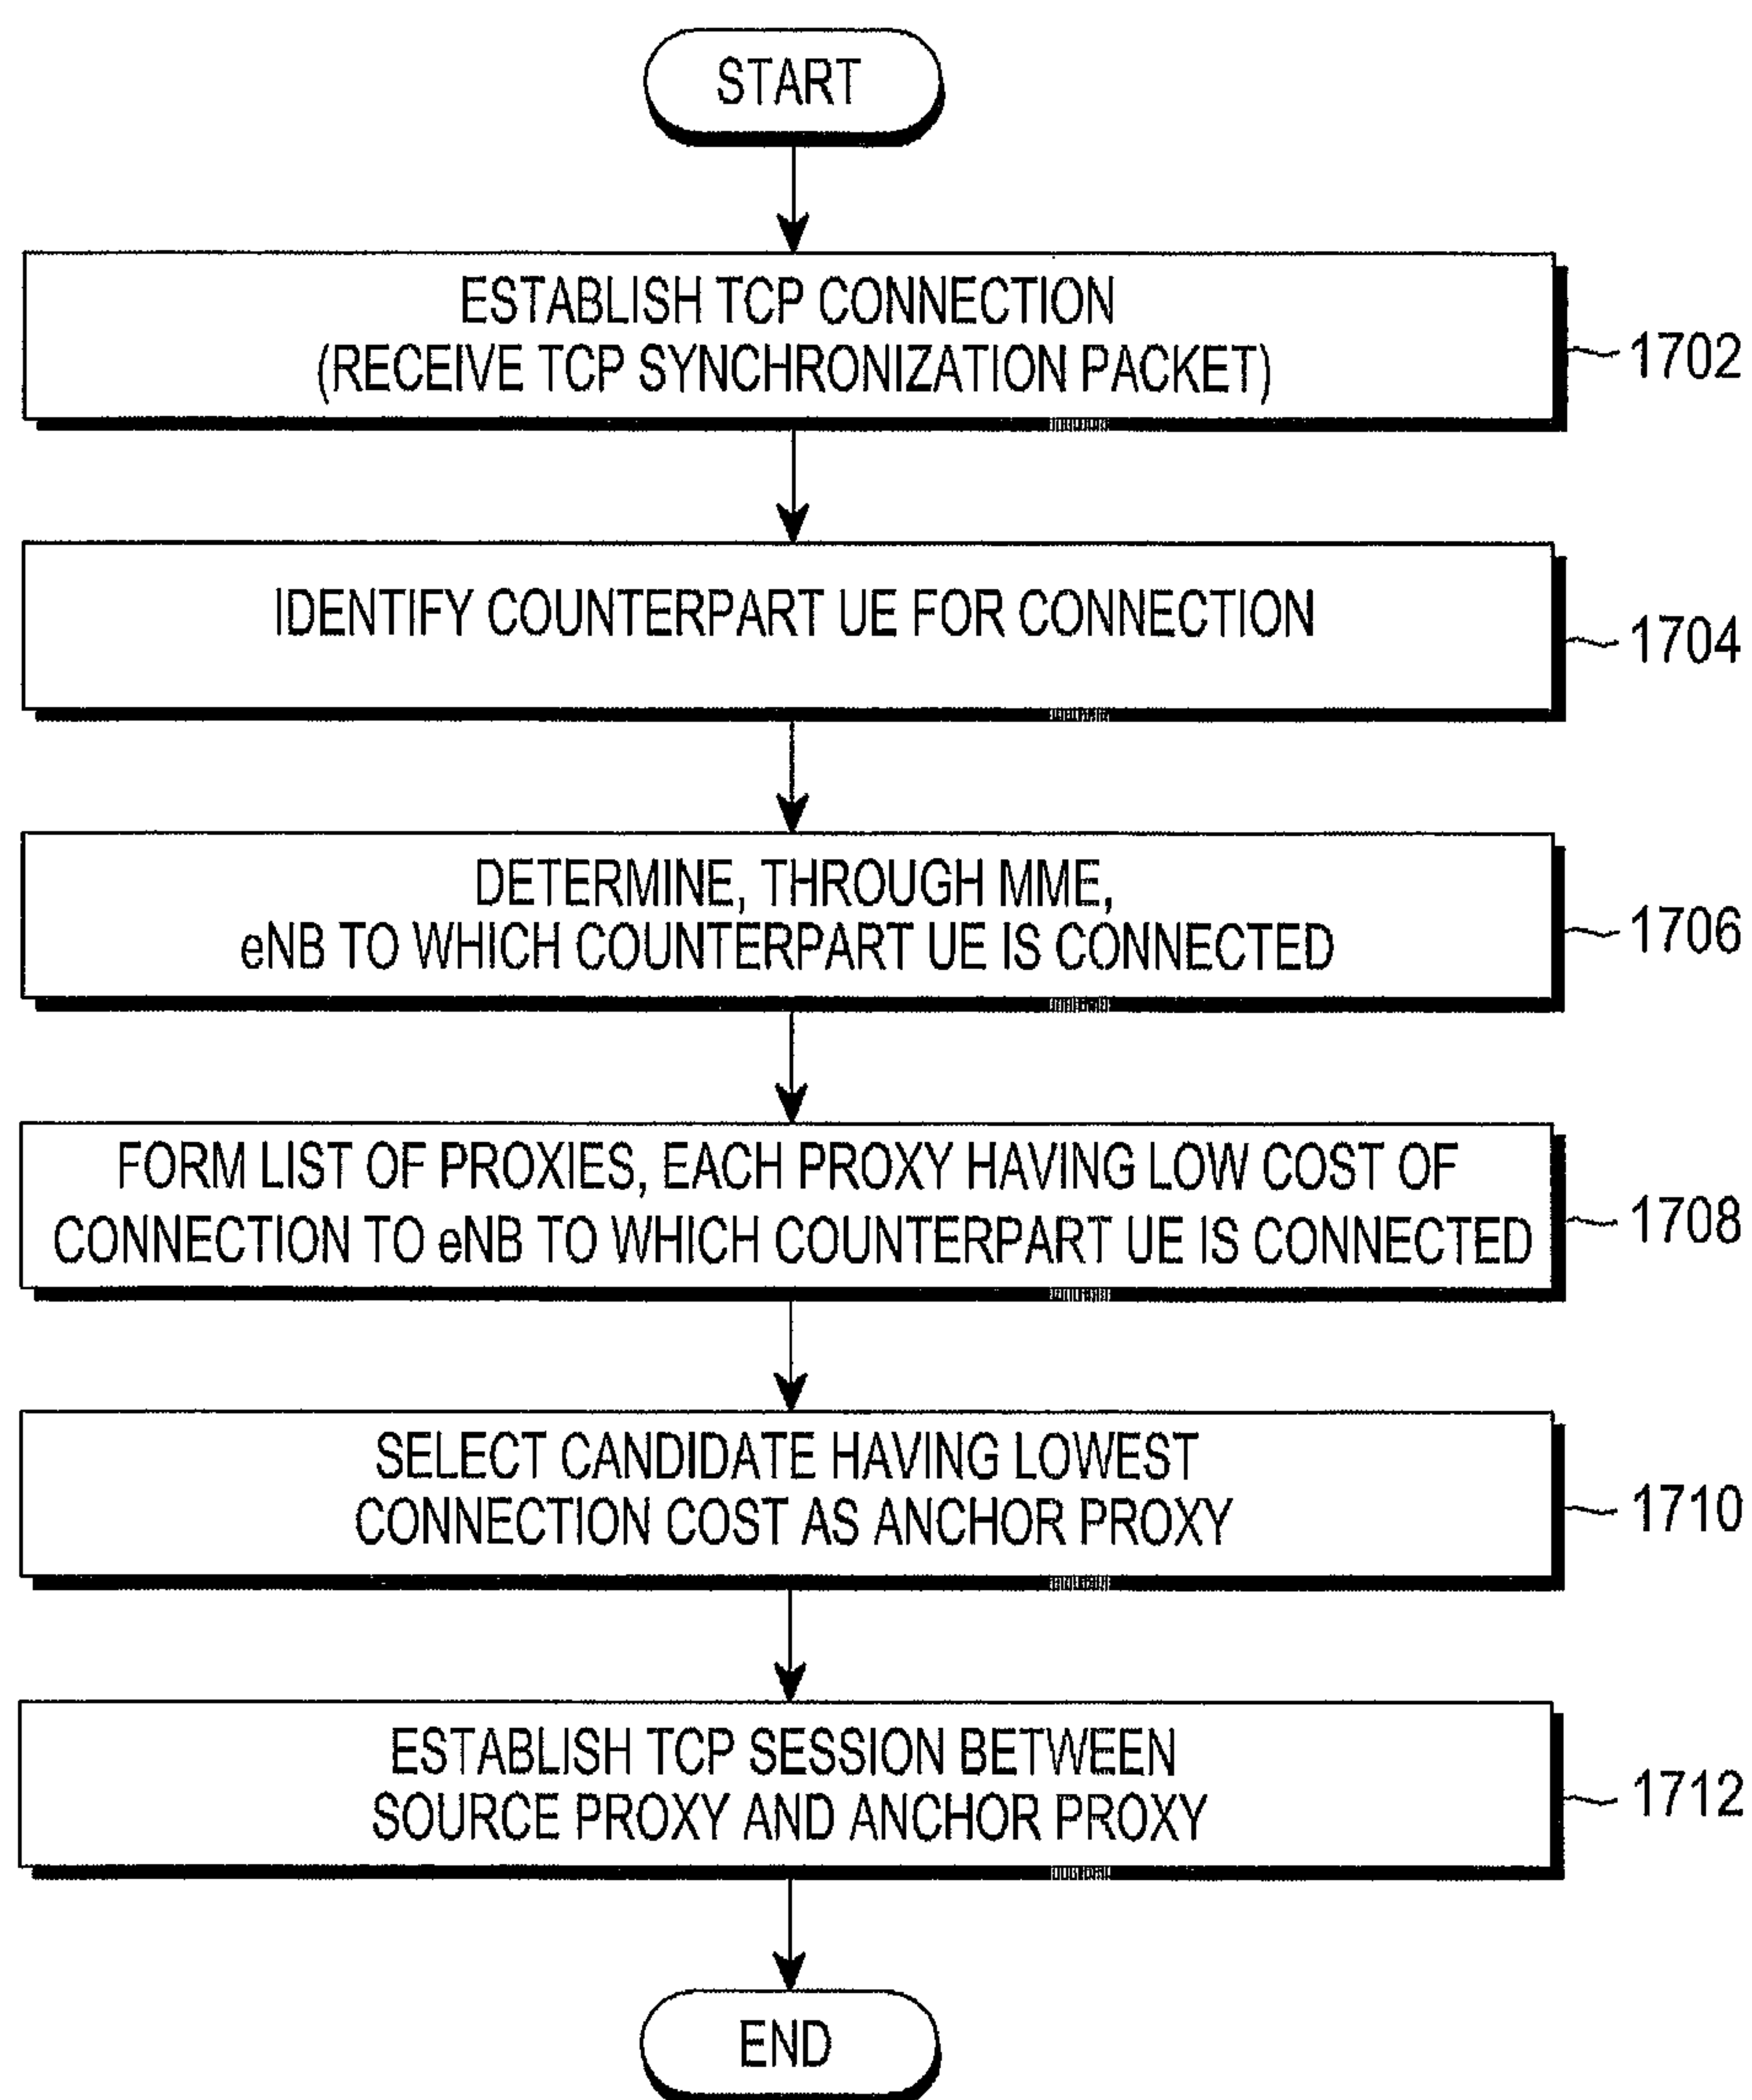 START
ESTABLISH TCP CONNECTION
(RECEIVE TCP SYNCHRONIZATION PACKET)
1702
IDENTIFY COUNTERPART UE FOR CONNECTION
1704
DETERMINE, THROUGH MME,
eNB TO WHICH COUNTERPART UE IS CONNECTED
1706
FORM LIST OF PROXIES, EACH PROXY HAVING LOW COST OF
CONNECTION TO eNB TO WHICH COUNTERPART UE IS CONNECTED
1708
SELECT CANDIDATE HAVING LOWEST
CONNECTION COST AS ANCHOR PROXY
1710
ESTABLISH TCP SESSION BETWEEN
SOURCE PROXY AND ANCHOR PROXY
1712
END